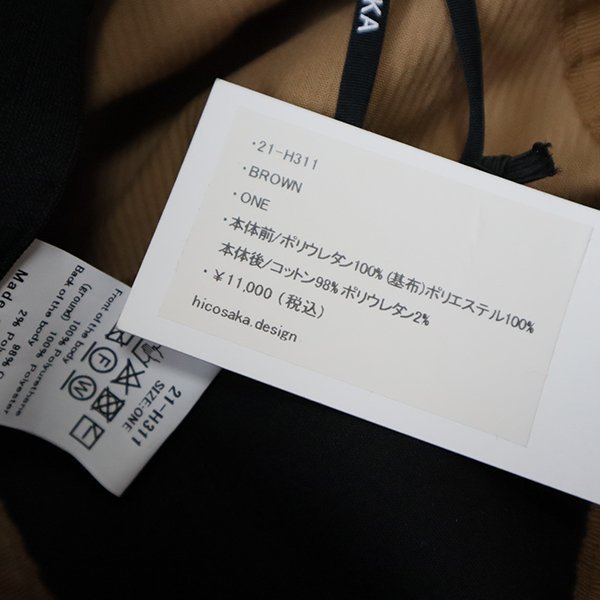 KA
・21-H311
・BROWN
・ONE
・本体前/ポリウレタン100% (基布)ポリエステル100%
本体後/コットン98% ポリウレタン2%
・￥11,000 (税込)
hicosaka.design
21-H311
SIZE:ONE
F
W
Front of the body 100% Polyurethane
(ground) 100% Polyester
Back of the body 98% C
2% Po
Made